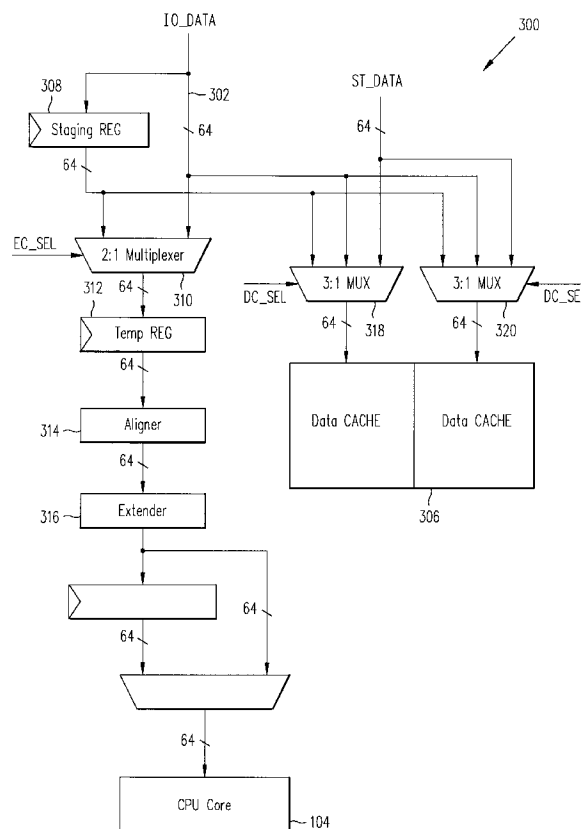 IO_DATA
300
308
302
ST_DATA
Staging REG
64
64
64
EC_SEL
2:1 Multiplexer
310
64
312
Temp REG
64
DC_SEL
3:1 MUX
318
3:1 MUX
320
DC_SE
64
64
314
Aligner
64
Data CACHE
Data CACHE
306
316
Extender
64
64
64
CPU Core
104